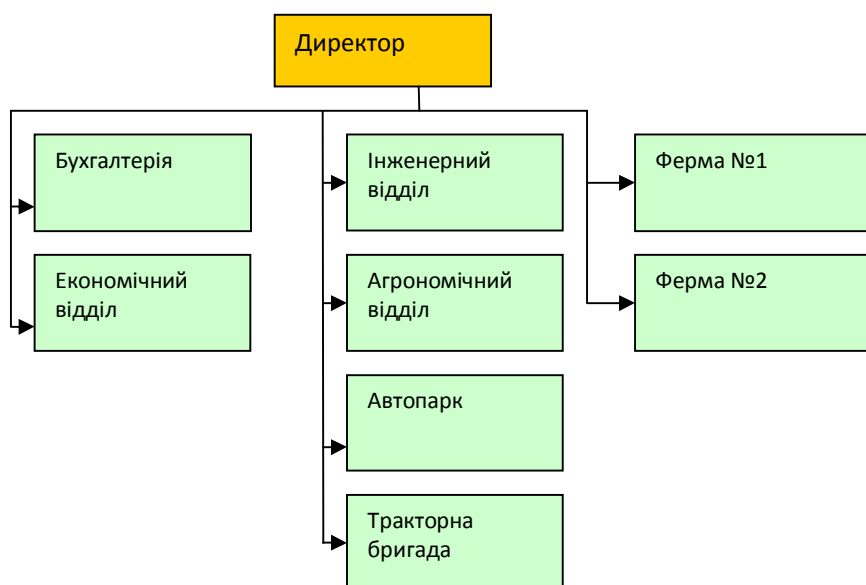 Директор
Бухгалтерія
Економічний
відділ
Інженерний
відділ
Агрономічний
відділ
Автопарк
Тракторна
бригада
Ферма №1
Ферма №2